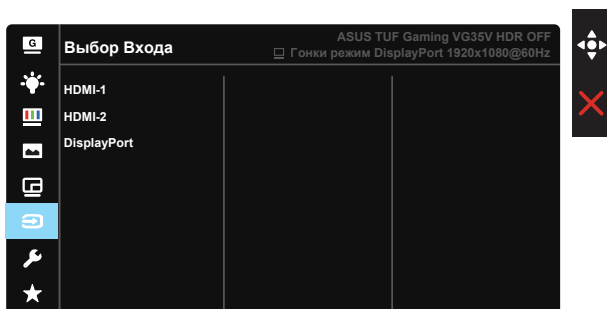 G
Выбор Входа
ASUS TUF Gaming VG35V HDR OFF
Гонки режим DisplayPort 1920x1080@60Hz
HDMI-1
HDMI-2
DisplayPort